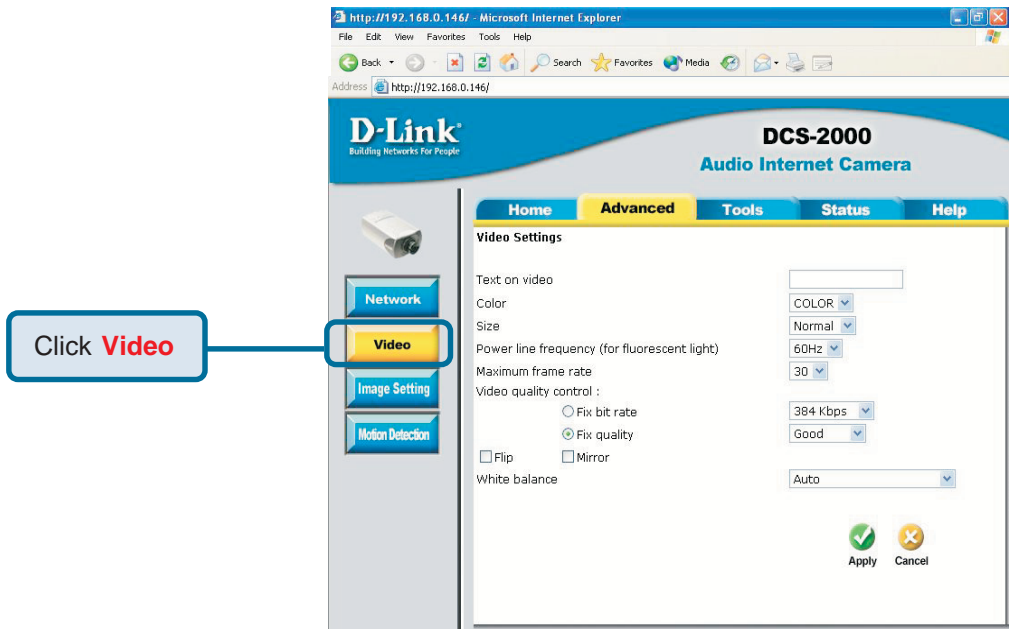 http://192.168.0.146/ - Microsoft Internet Explorer
File Edit View Favorites Tools Help
Back Search Favorites Media
Address http://192.168.0.146/
D-Link
Building Networks for People
DCS-2000
Audio Internet Camera
Home Advanced Tools Status Help
Video Settings
Text on video
Color COLOR
Size Normal
Power line frequency (for fluorescent light) 60Hz
Maximum frame rate 30
Video quality control :
Fix bit rate 384 Kbps
Fix quality Good
Flip Mirror
White balance Auto
Apply Cancel
Network
Video
Image Setting
Motion Detection
Click Video